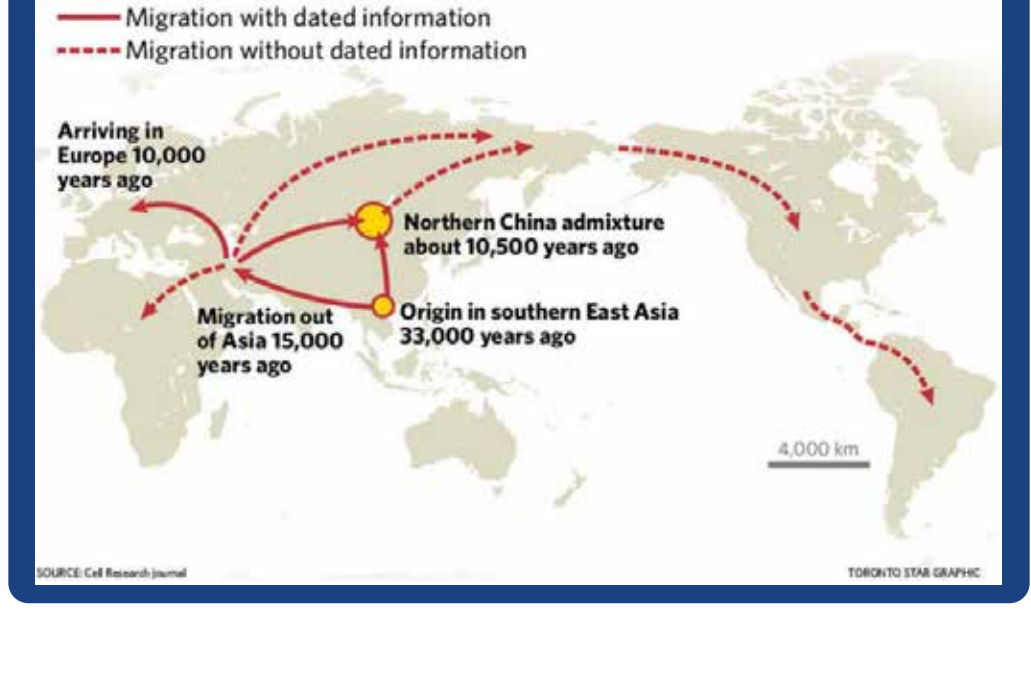 Migration with dated information
Migration without dated information
Arriving in
Europe 10,000
years ago
Northern China admixture
about 10,500 years ago
Migration out
of Asia 15,000
years ago
Origin in southern East Asia
33,000 years ago
4,000 km
SOURCE: Cell Research Journal
TORONTO STAR GRAPHIC